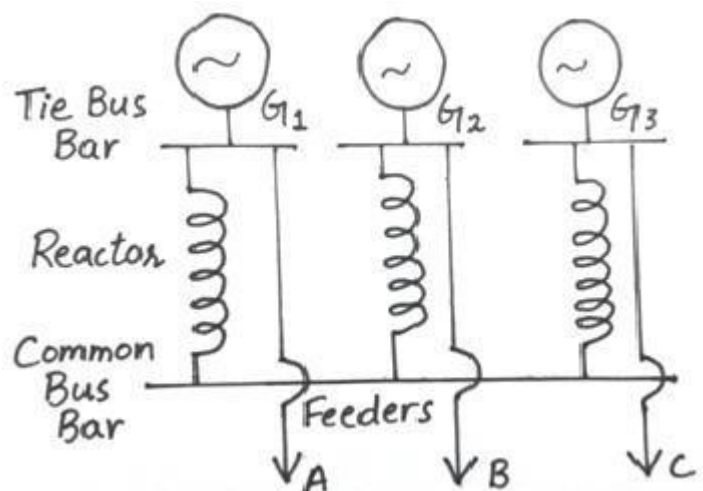 G1
G2
G3
Tie Bus
Bar
Reactor
Common
Bus
Bar
Feeders
A
B
C